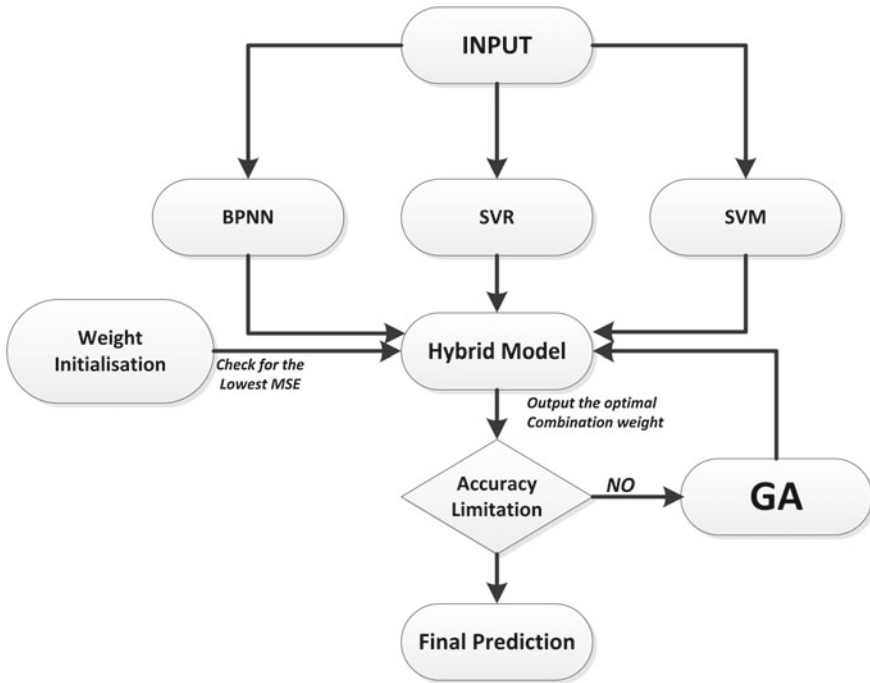 INPUT
BPNN
SVR
SVM
Weight
Initialisation
Check for the
Lowest MSE
Hybrid Model
Output the optimal
Combination weight
Accuracy
Limitation
NO
GA
Final Prediction